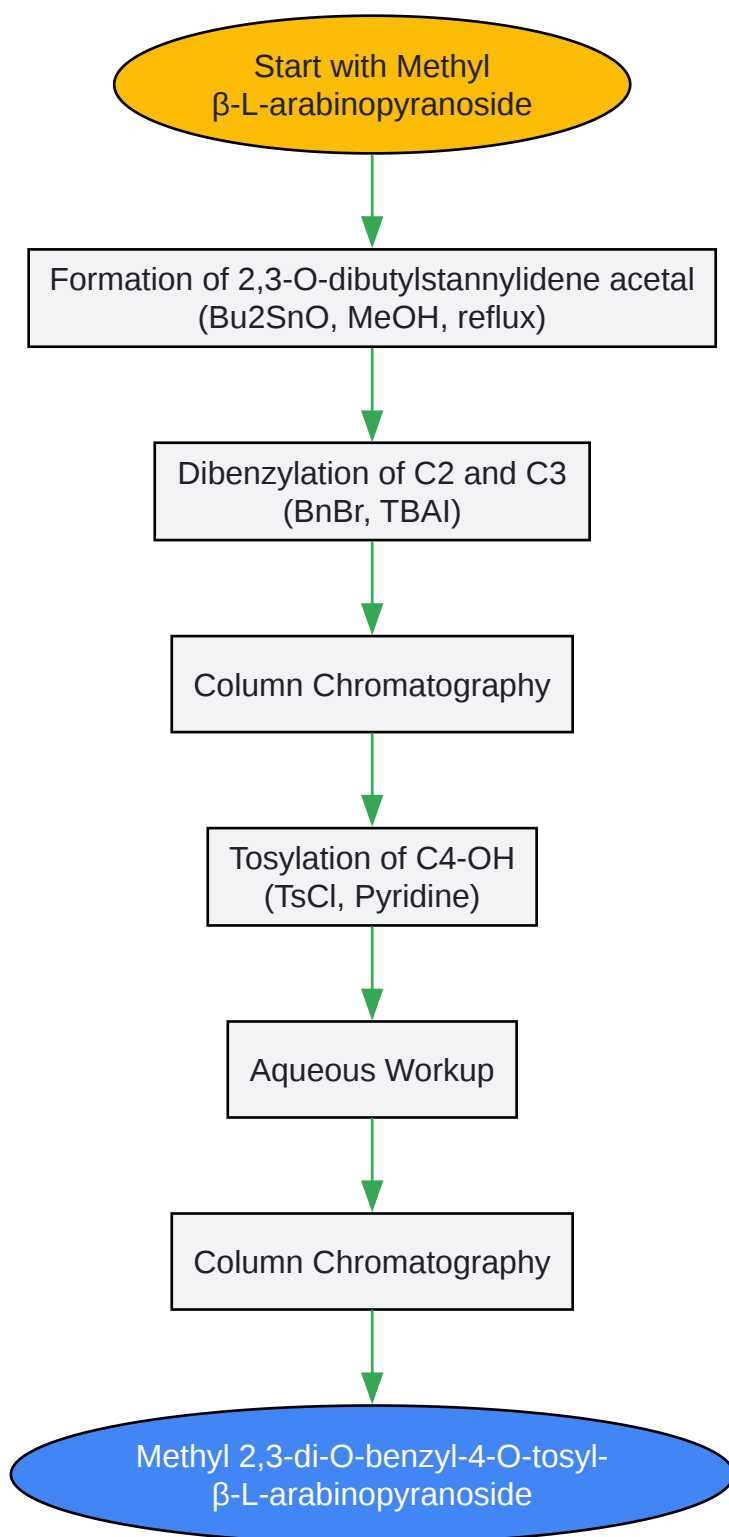 Start with Methyl
β-L-arabinopyranoside
Formation of 2,3-O-dibutylstannylidene acetal
(Bu2SnO, MeOH, reflux)
Dibenzylation of C2 and C3
(BnBr, TBAI)
Column Chromatography
Tosylation of C4-OH
(TsCl, Pyridine)
Aqueous Workup
Column Chromatography
Methyl 2,3-di-O-benzyl-4-O-tosyl-
β-L-arabinopyranoside